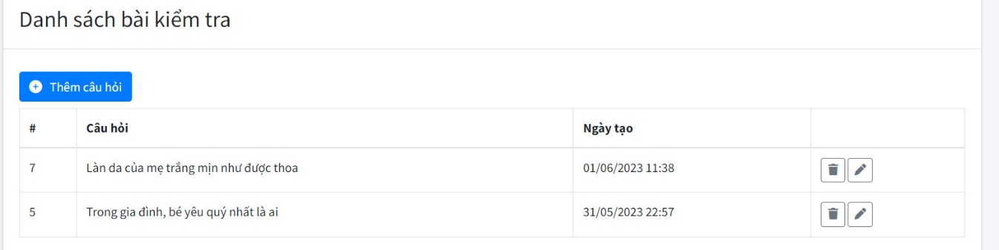 Danh sách bài kiểm tra
Thêm câu hỏi
# Câu hỏi Ngày tạo
7 Làn da của mẹ trắng mịn như được thoa 01/06/2023 11:38
5 Trong gia đình, bé yêu quý nhất là ai 31/05/2023 22:57